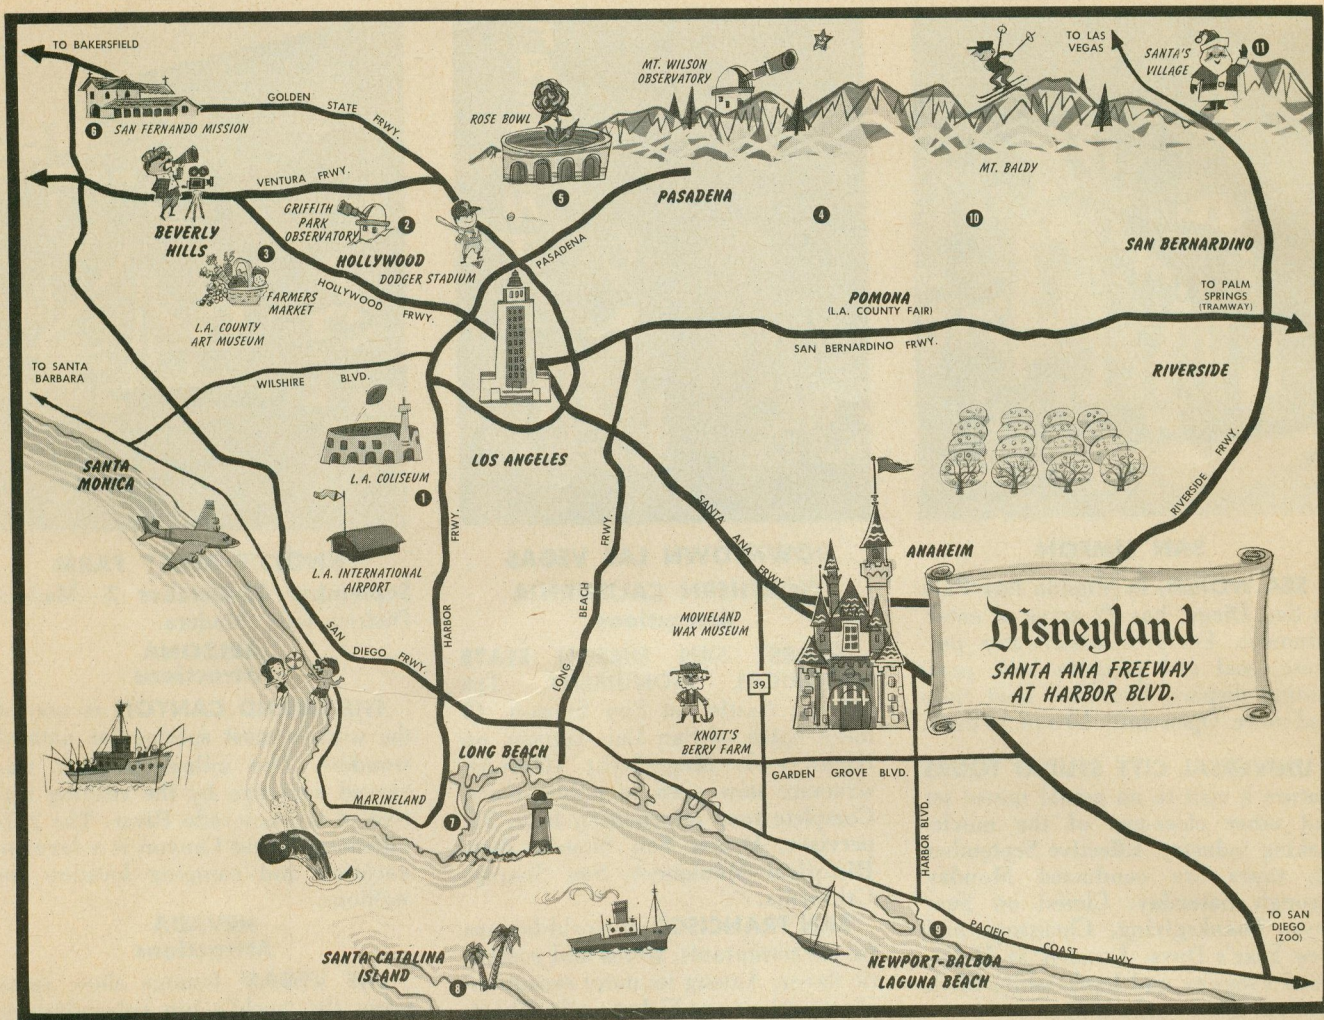 TO BAKERSFIELD
6
SAN FERNANDO MISSION
GOLDEN STATE FRWY.
VENTURA FRWY.
BEVERLY
HILLS
GRIFFITH
PARK
OBSERVATORY
2
3
HOLLYWOOD
DODGER STADIUM
FARMERS
MARKET
L.A. COUNTY
ART MUSEUM
HOLLYWOOD FRWY.
ROSE BOWL
5
MT. WILSON
OBSERVATORY
PASADENA
PASADENA
4
10
MT. BALDY
TO LAS
VEGAS
SANTA'S
VILLAGE
11
SAN BERNARDINO
TO PALM
SPRINGS
(TRAMWAY)
POMONA
(L.A. COUNTY FAIR)
SAN BERNARDINO FRWY.
RIVERSIDE
RIVERSIDE FRWY.
TO SANTA
BARBARA
WILSHIRE BLVD.
SANTA
MONICA
L.A. COLISEUM
1
LOS ANGELES
L.A. INTERNATIONAL
AIRPORT
HARBOR FRWY.
LONG BEACH FRWY.
SANTA ANA FRWY.
SAN DIEGO FRWY.
ANAHEIM
Disneyland
SANTA ANA FREEWAY
AT HARBOR BLVD.
MOVIELAND
WAX MUSEUM
39
KNOTT'S
BERRY FARM
GARDEN GROVE BLVD.
HARBOR BLVD.
LONG BEACH
MARINELAND
7
SANTA CATALINA
ISLAND
8
9
NEWPORT-BALBOA
LAGUNA BEACH
PACIFIC COAST HWY
TO SAN
DIEGO
(ZOO)